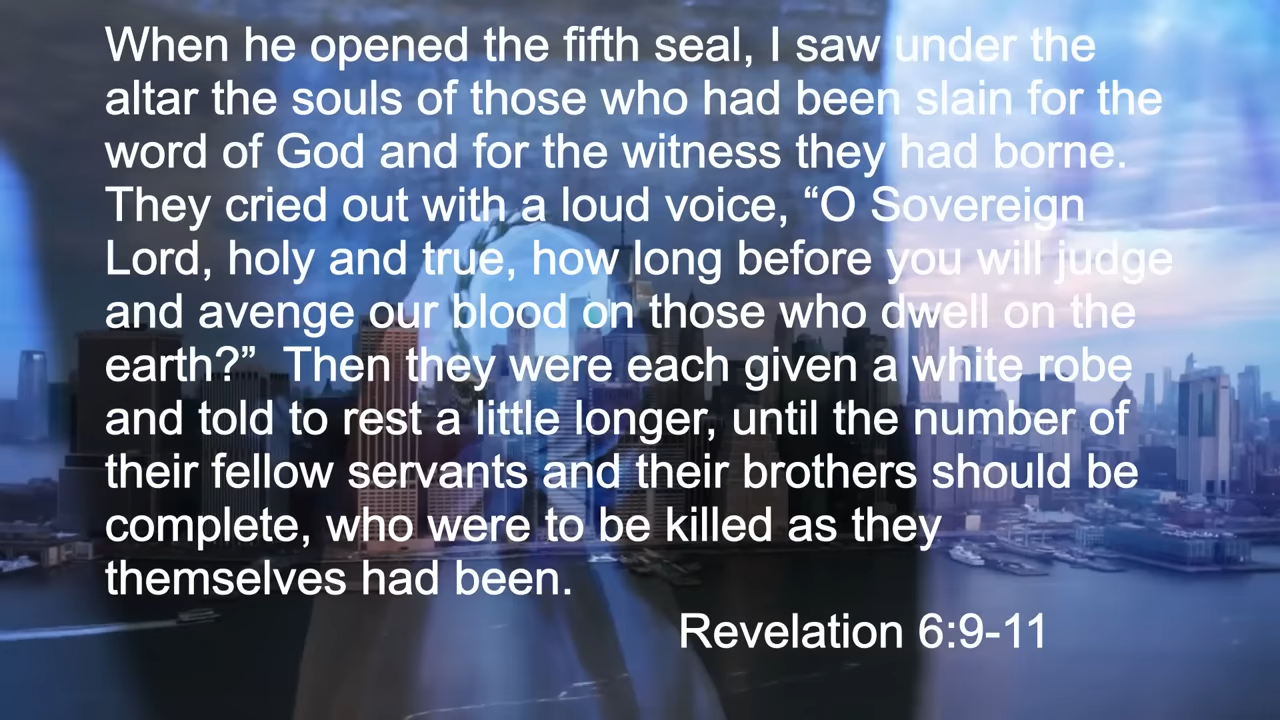 When he opened the fifth seal, I saw under the
altar the souls of those who had been slain for the
word of God and for the witness they had borne.
They cried out with a loud voice, “O Sovereign
Lord, holy and true, how long before you will judge
and avenge our blood on those who dwell on the
earth?”  Then they were each given a white robe
and told to rest a little longer, until the number of
their fellow servants and their brothers should be
complete, who were to be killed as they
themselves had been.
Revelation 6:9-11